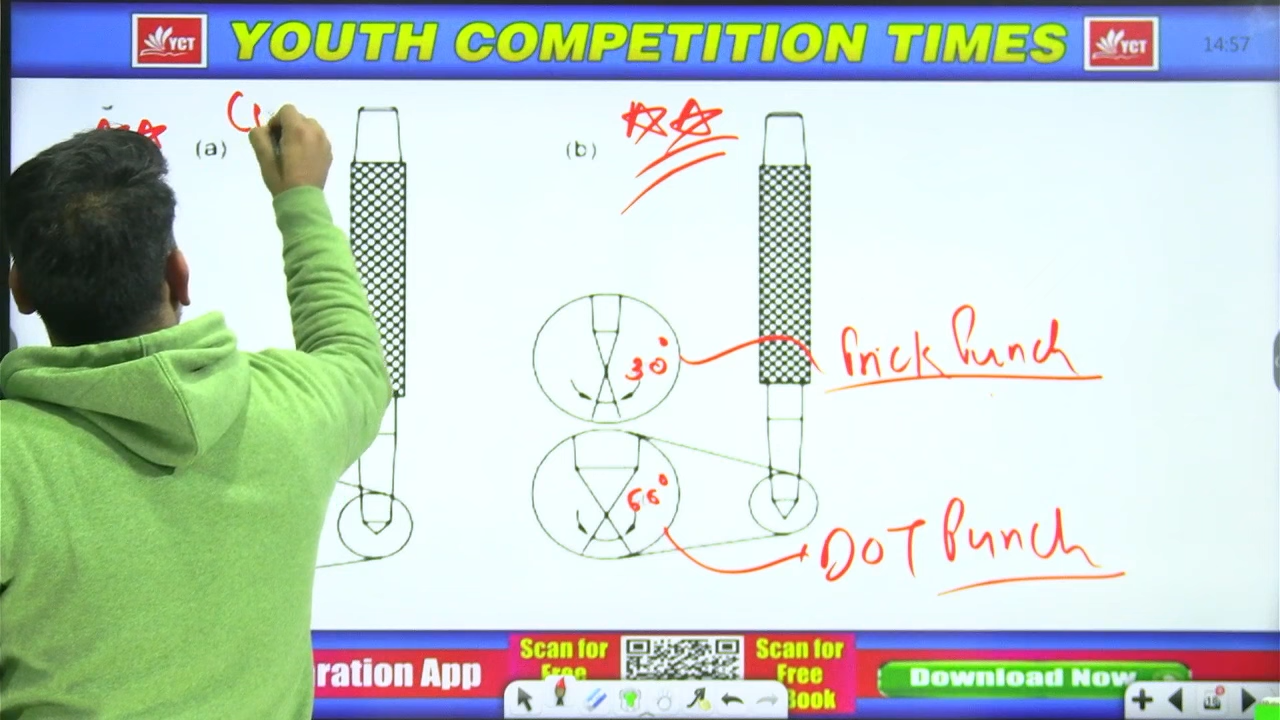 YCT YOUTH COMPETITION TIMES YCT 14:57
(a)
(b)
30°
Prick Punch
60°
DOT Punch
ration App
Scan for
Free
Scan for
Free
Book
Download Now